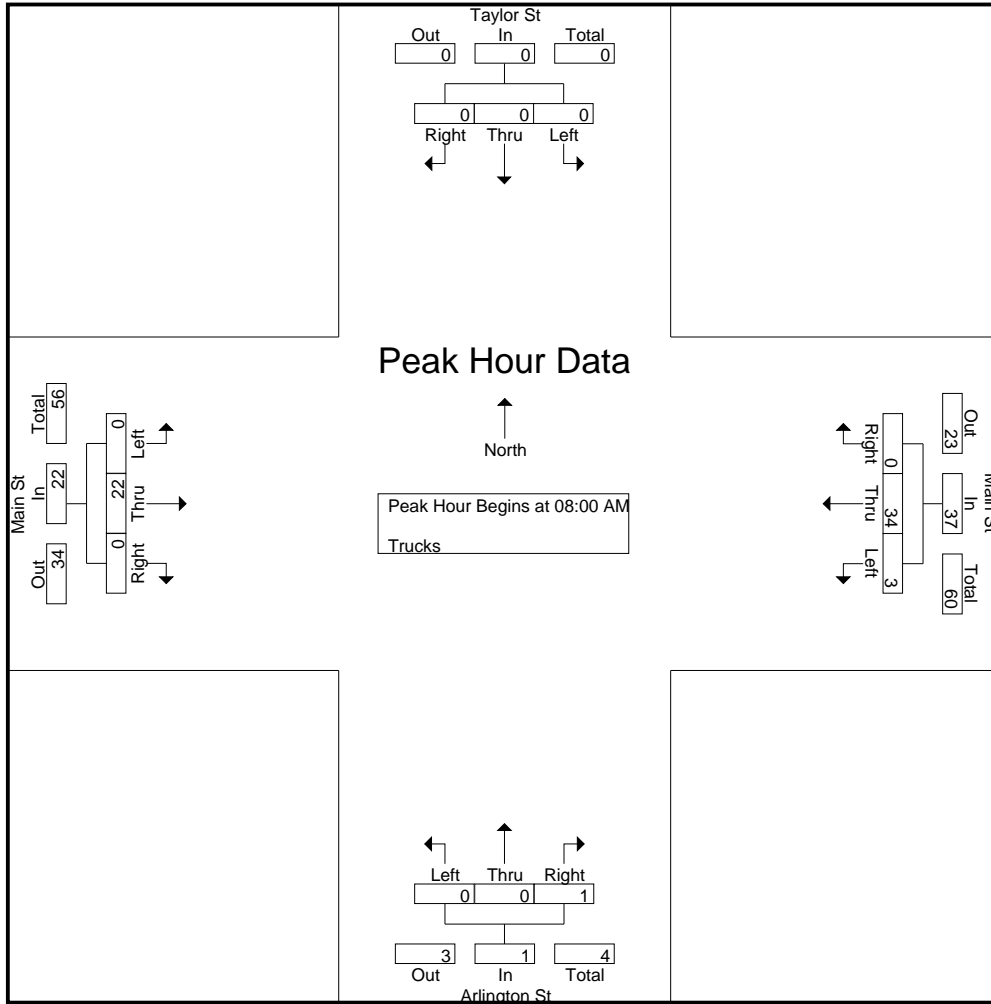 Taylor St
Out In Total
0 0 0
0 0 0
Right Thru Left
Peak Hour Data
North
Peak Hour Begins at 08:00 AM
Trucks
Main St
Total In Out
56 22 34
0 22 0
Left Thru Right
Right Thru Left
0 34 3
Out In Total
23 37 60
Main St
Left Thru Right
0 0 1
3 1 4
Out In Total
Arlington St